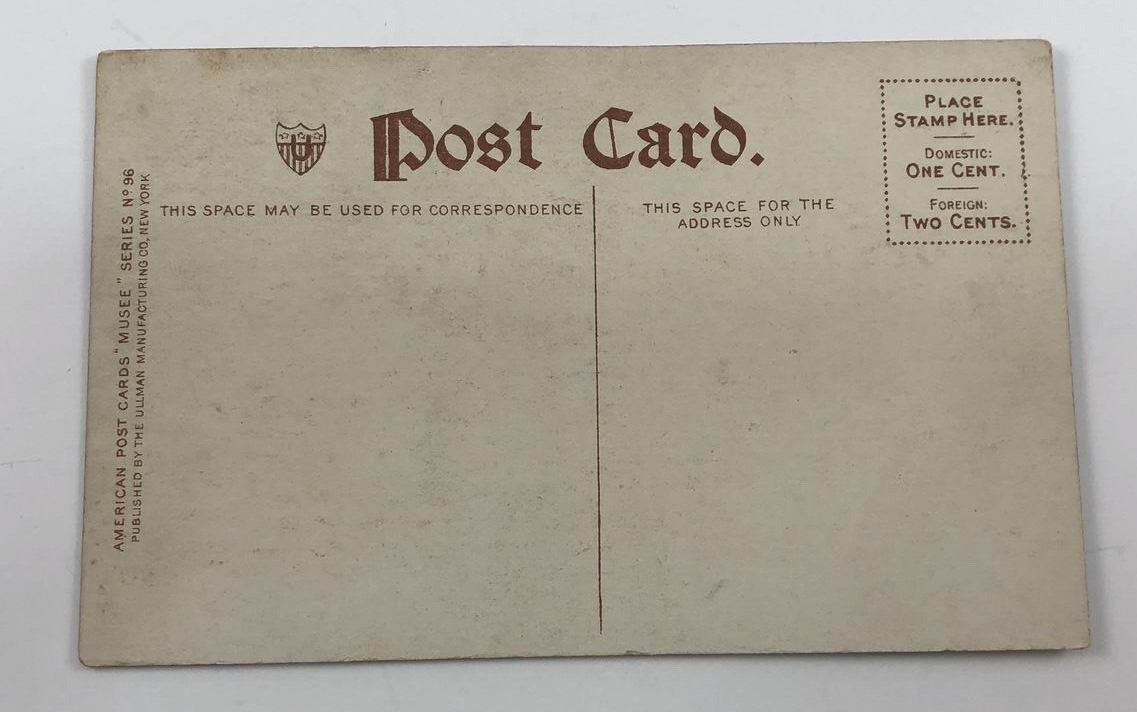 Post Card.
PLACE
STAMP HERE.
DOMESTIC:
ONE CENT.
FOREIGN:
TWO CENTS.
THIS SPACE MAY BE USED FOR CORRESPONDENCE
THIS SPACE FOR THE
ADDRESS ONLY
AMERICAN POST CARDS "MUSEE" SERIES Nº 96
PUBLISHED BY THE ULLMAN MANUFACTURING CO, NEW YORK
U